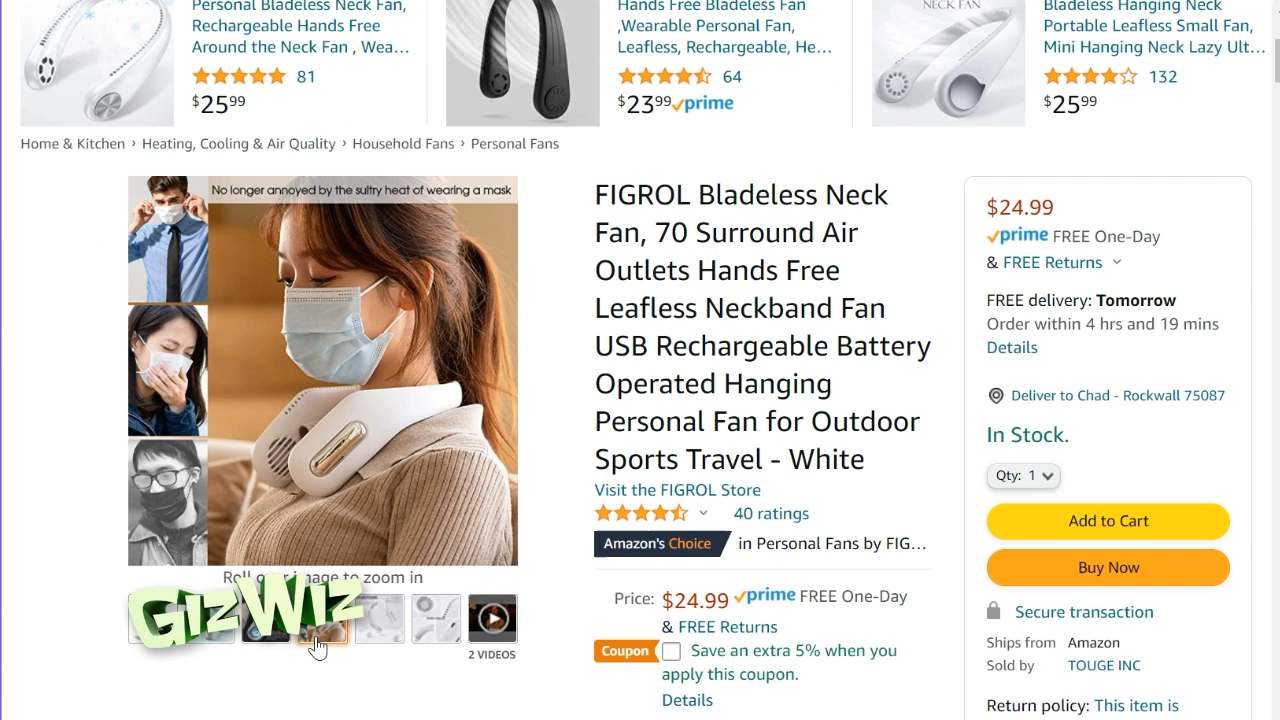 Personal Bladeless Neck Fan,
Rechargeable Hands Free
Around the Neck Fan , Wea...
81
$25 99
Hands Free Bladeless Fan
,Wearable Personal Fan,
Leafless, Rechargeable, He...
64
$23 99 prime
NECK FAN
Bladeless Hanging Neck
Portable Leafless Small Fan,
Mini Hanging Neck Lazy Ult...
132
$25 99
Home & Kitchen › Heating, Cooling & Air Quality › Household Fans › Personal Fans
No longer annoyed by the sultry heat of wearing a mask
Roll over image to zoom in
GIZWIZ
2 VIDEOS
FIGROL Bladeless Neck
Fan, 70 Surround Air
Outlets Hands Free
Leafless Neckband Fan
USB Rechargeable Battery
Operated Hanging
Personal Fan for Outdoor
Sports Travel - White
Visit the FIGROL Store
40 ratings
Amazon's Choice in Personal Fans by FIG...
Price: $24.99 prime FREE One-Day
& FREE Returns
Coupon Save an extra 5% when you
apply this coupon.
Details
$24.99
prime FREE One-Day
& FREE Returns
FREE delivery: Tomorrow
Order within 4 hrs and 19 mins
Details
Deliver to Chad - Rockwall 75087
In Stock.
Qty: 1
Add to Cart
Buy Now
Secure transaction
Ships from Amazon
Sold by TOUGE INC
Return policy: This item is